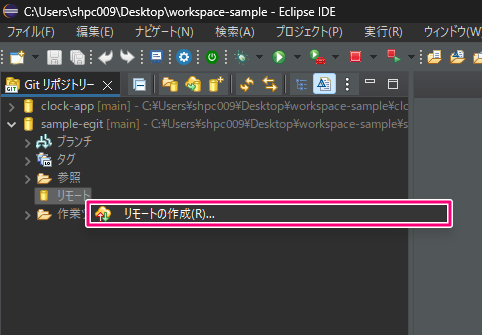 C:\Users\shpc009\Desktop\workspace-sample - Eclipse IDE
ファイル(F) 編集(E) ナビゲート(N) 検索(A) プロジェクト(P) 実行(R) ウィンドウ(W)
GIT Git リポジトリー
clock-app [main] - C:¥Users¥shpc009¥Desktop¥workspace-sample¥clo
sample-egit [main] - C:¥Users¥shpc009¥Desktop¥workspace-sample¥s
ブランチ
タグ
参照
リモート
作業
リモートの作成(R)...